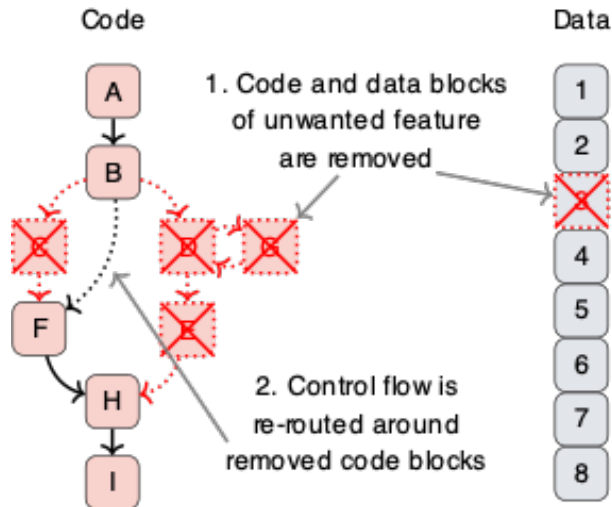 Code
Data
A
1. Code and data blocks
of unwanted feature
are removed
1
B
2
C
D
G
3
4
F
E
5
2. Control flow is
re-routed around
removed code blocks
6
H
7
I
8